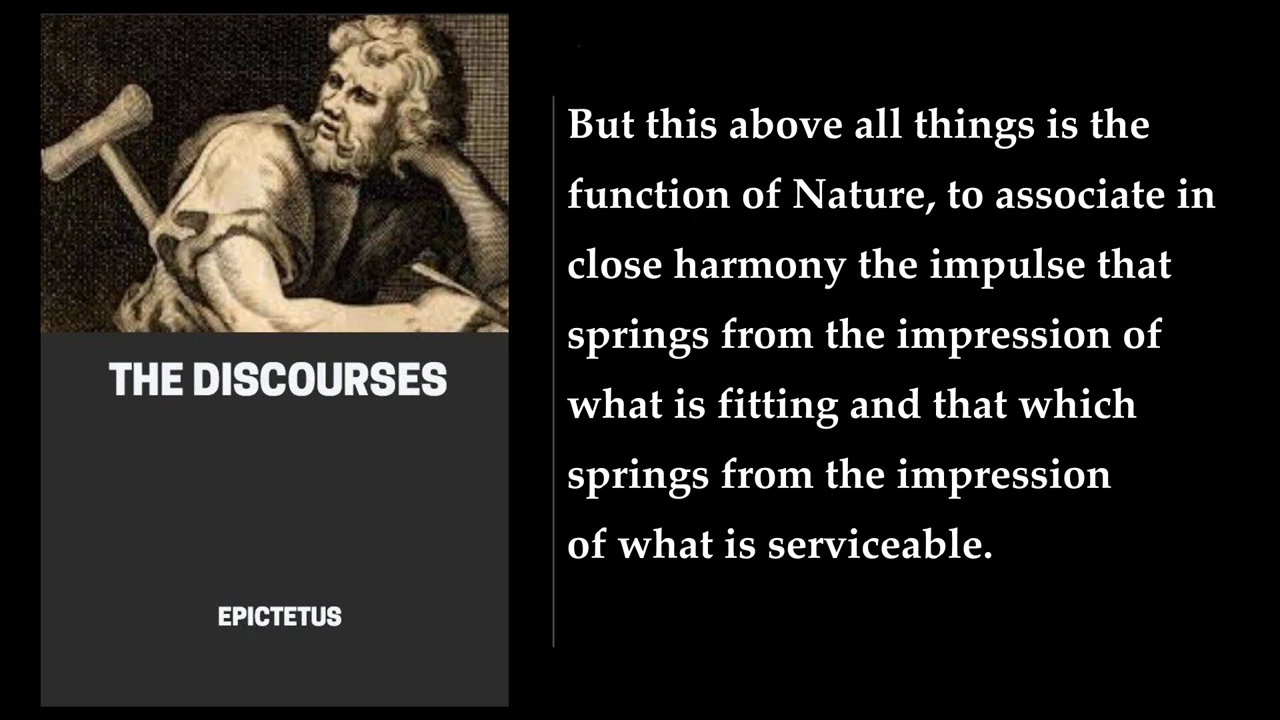 THE DISCOURSES
EPICTETUS
But this above all things is the
function of Nature, to associate in
close harmony the impulse that
springs from the impression of
what is fitting and that which
springs from the impression
of what is serviceable.